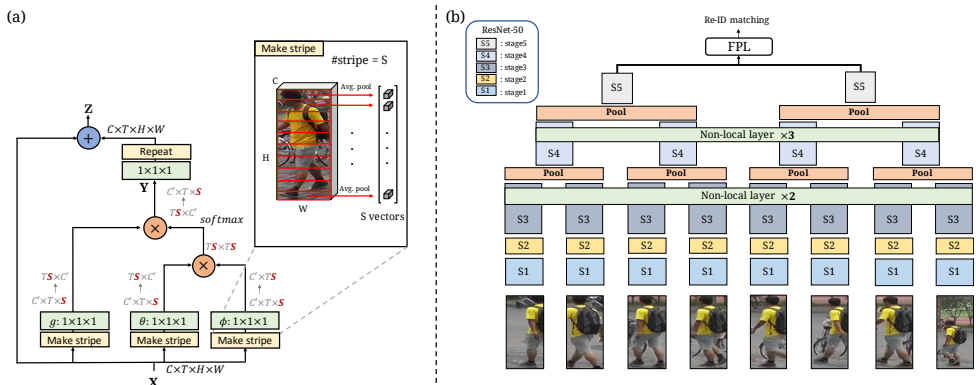 (a)
Make stripe
#stripe = S
C
Avg. pool
H
W
Avg. pool
S vectors
Z
+
C×T×H×W
Repeat
1×1×1
Y
C′×T×S
TS×C′
softmax
×
TS×TS
×
TS×C′
TS×C′
C′×T×S
C′×T×S
C′×T×S
C′×T×S
g: 1×1×1
θ: 1×1×1
ϕ: 1×1×1
Make stripe
Make stripe
Make stripe
X
C×T×H×W
(b)
ResNet-50
S5 : stage5
S4 : stage4
S3 : stage3
S2 : stage2
S1 : stage1
Re-ID matching
FPL
S5 S5
Pool Pool
Non-local layer ×3
S4 S4 S4 S4
Pool Pool Pool Pool
Non-local layer ×2
S3 S3 S3 S3 S3 S3 S3 S3
S2 S2 S2 S2 S2 S2 S2 S2
S1 S1 S1 S1 S1 S1 S1 S1